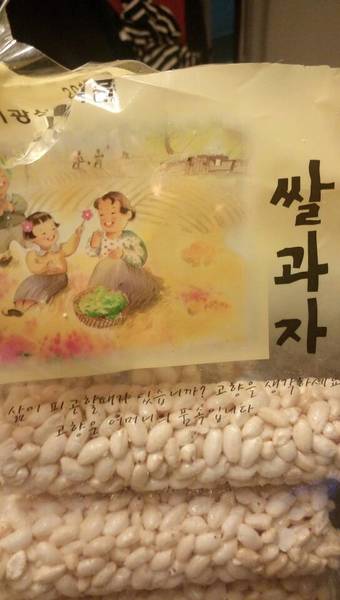 쌀과자
삶이 피곤할때가 있습니까? 고향을 생각하세요
고향은 어머니의 품속입니다